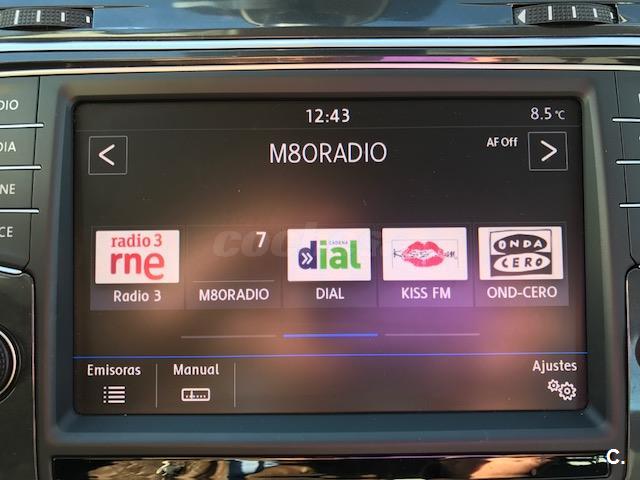 12:43
8.5°C
DIO
DIA
NE
CE
<
M80RADIO
AF Off
>
radio 3
rne
Radio 3
7
M80RADIO
CADENA
dial
DIAL
KISS FM
ONDA
CERO
OND-CERO
Emisoras
Manual
Ajustes
C.